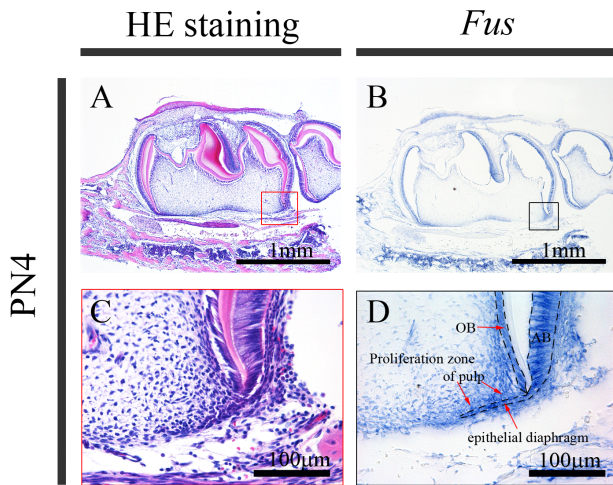 HE staining
Fus
PN4
A
1mm
B
1mm
C
100μm
D
OB
AB
Proliferation zone
of pulp
epithelial diaphragm
100μm